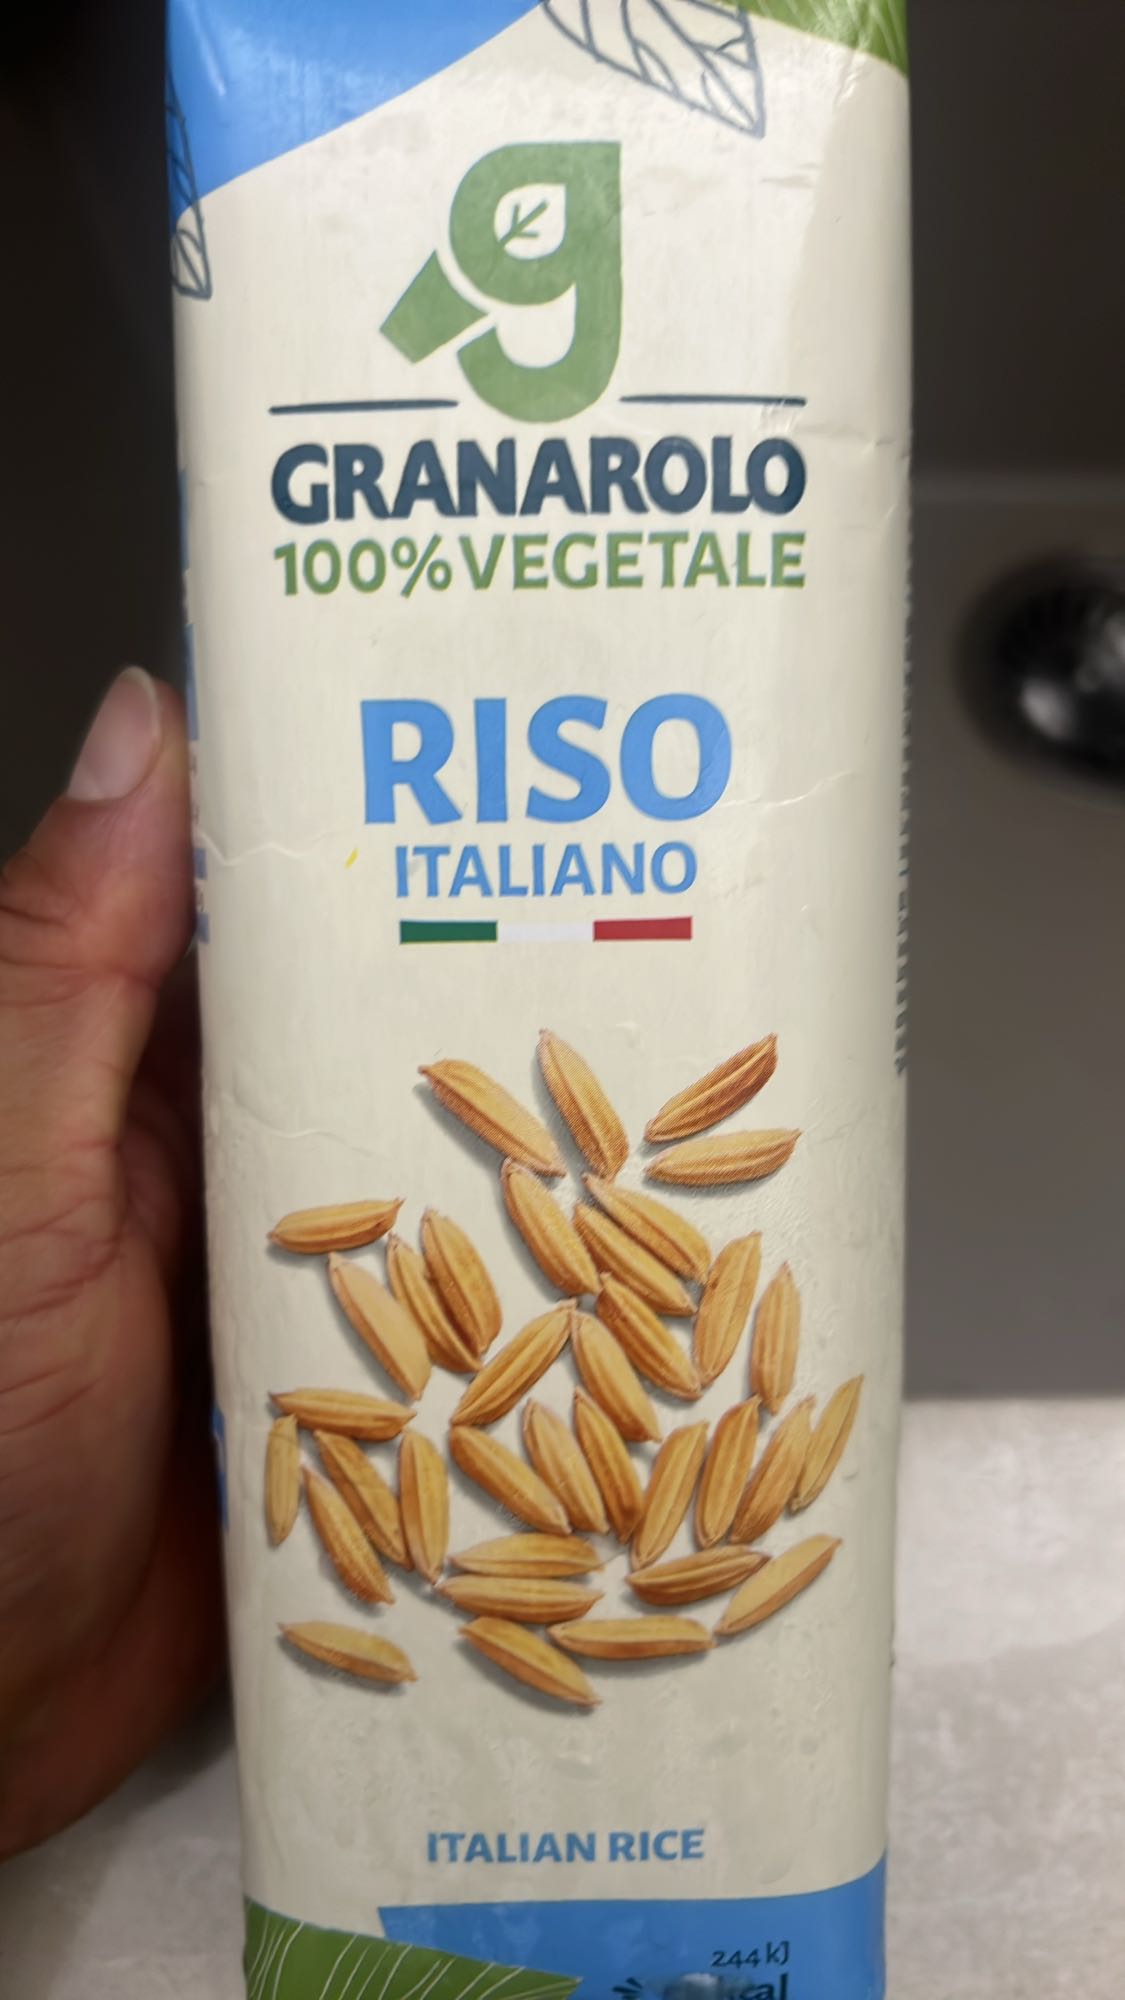 GRANAROLO
100% VEGETALE
RISO
ITALIANO
ITALIAN RICE
244 kJ